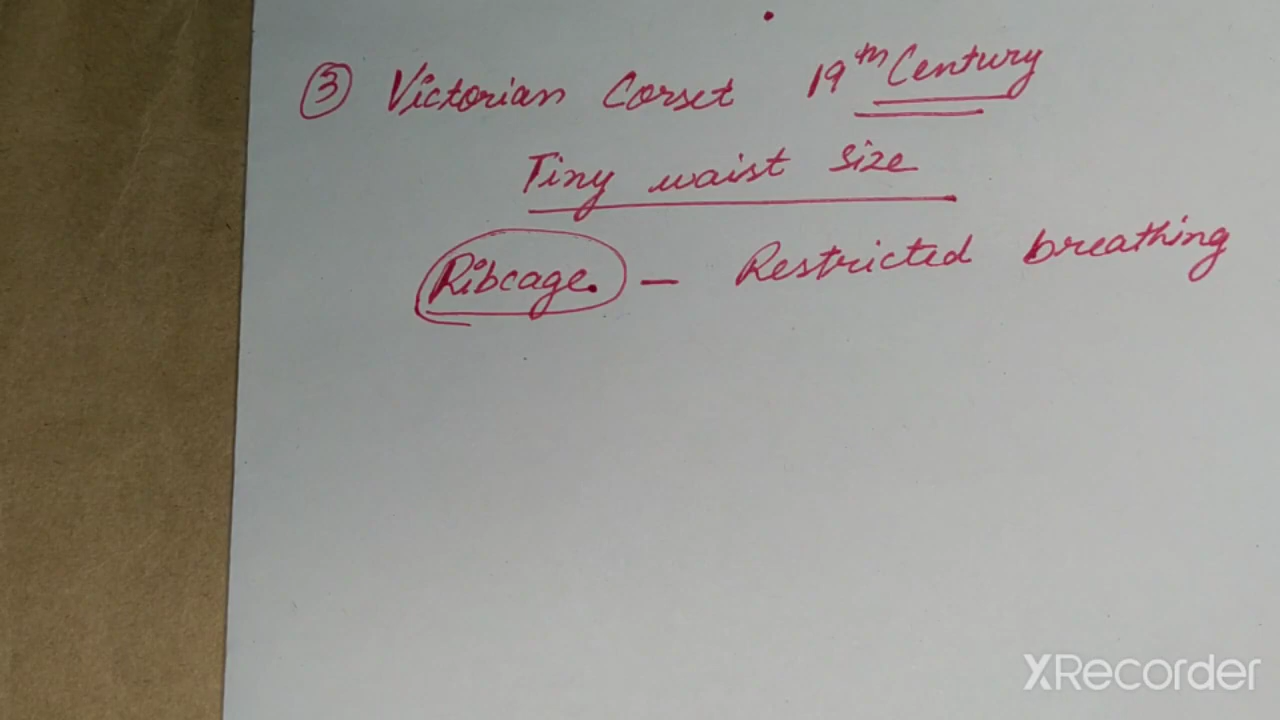 ③ Victorian Corset 19th Century
Tiny waist size
Ribcage. — Restricted breathing
XRecorder